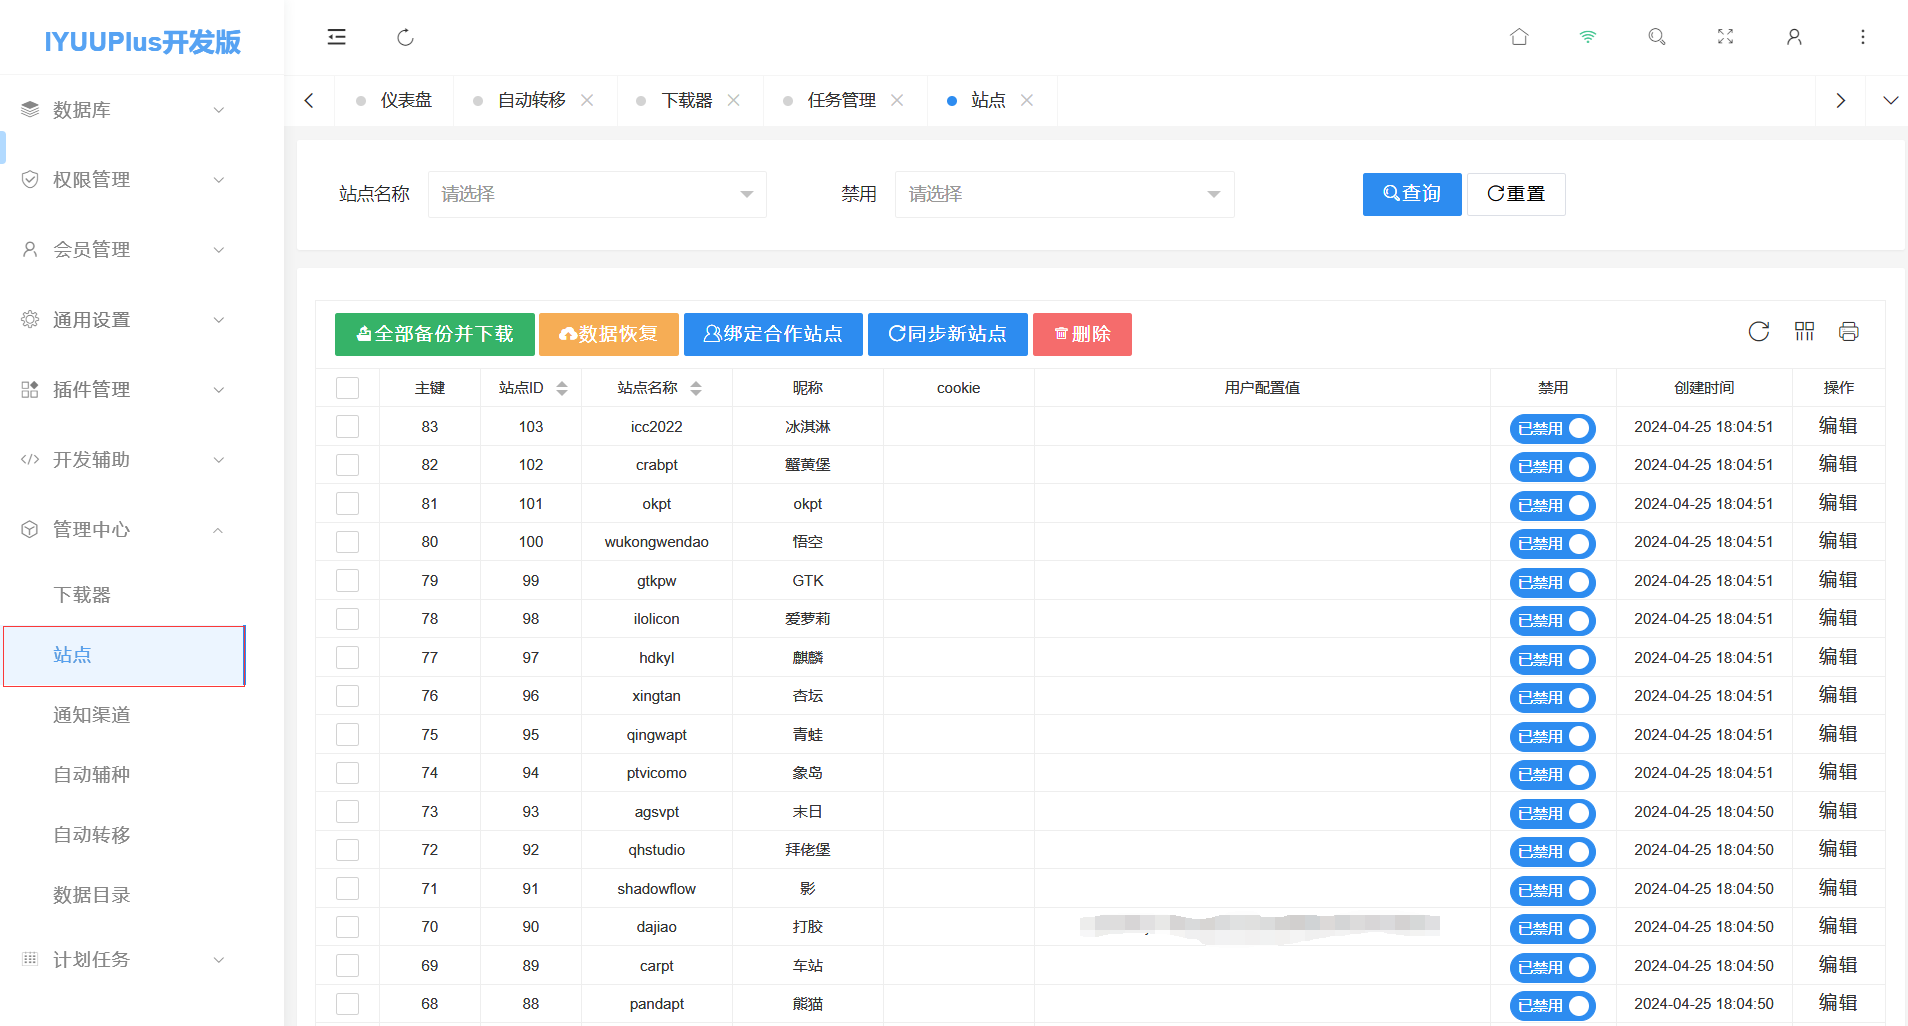 IYUUPlus开发版
数据库
权限管理
会员管理
通用设置
插件管理
开发辅助
管理中心
下载器
站点
通知渠道
自动辅种
自动转移
数据目录
计划任务
仪表盘 自动转移 下载器 任务管理 站点
站点名称 请选择 禁用 请选择 查询 重置
全部备份并下载 数据恢复 绑定合作站点 同步新站点 删除
主键 站点ID 站点名称 昵称 cookie 用户配置值 禁用 创建时间 操作
83 103 icc2022 冰淇淋 已禁用 2024-04-25 18:04:51 编辑
82 102 crabpt 蟹黄堡 已禁用 2024-04-25 18:04:51 编辑
81 101 okpt okpt 已禁用 2024-04-25 18:04:51 编辑
80 100 wukongwendao 悟空 已禁用 2024-04-25 18:04:51 编辑
79 99 gtkpw GTK 已禁用 2024-04-25 18:04:51 编辑
78 98 ilolicon 爱萝莉 已禁用 2024-04-25 18:04:51 编辑
77 97 hdkyl 麒麟 已禁用 2024-04-25 18:04:51 编辑
76 96 xingtan 杏坛 已禁用 2024-04-25 18:04:51 编辑
75 95 qingwapt 青蛙 已禁用 2024-04-25 18:04:51 编辑
74 94 ptvicomo 象岛 已禁用 2024-04-25 18:04:51 编辑
73 93 agsvpt 末日 已禁用 2024-04-25 18:04:50 编辑
72 92 qhstudio 拜佬堡 已禁用 2024-04-25 18:04:50 编辑
71 91 shadowflow 影 已禁用 2024-04-25 18:04:50 编辑
70 90 dajiao 打胶 已禁用 2024-04-25 18:04:50 编辑
69 89 carpt 车站 已禁用 2024-04-25 18:04:50 编辑
68 88 pandapt 熊猫 已禁用 2024-04-25 18:04:50 编辑